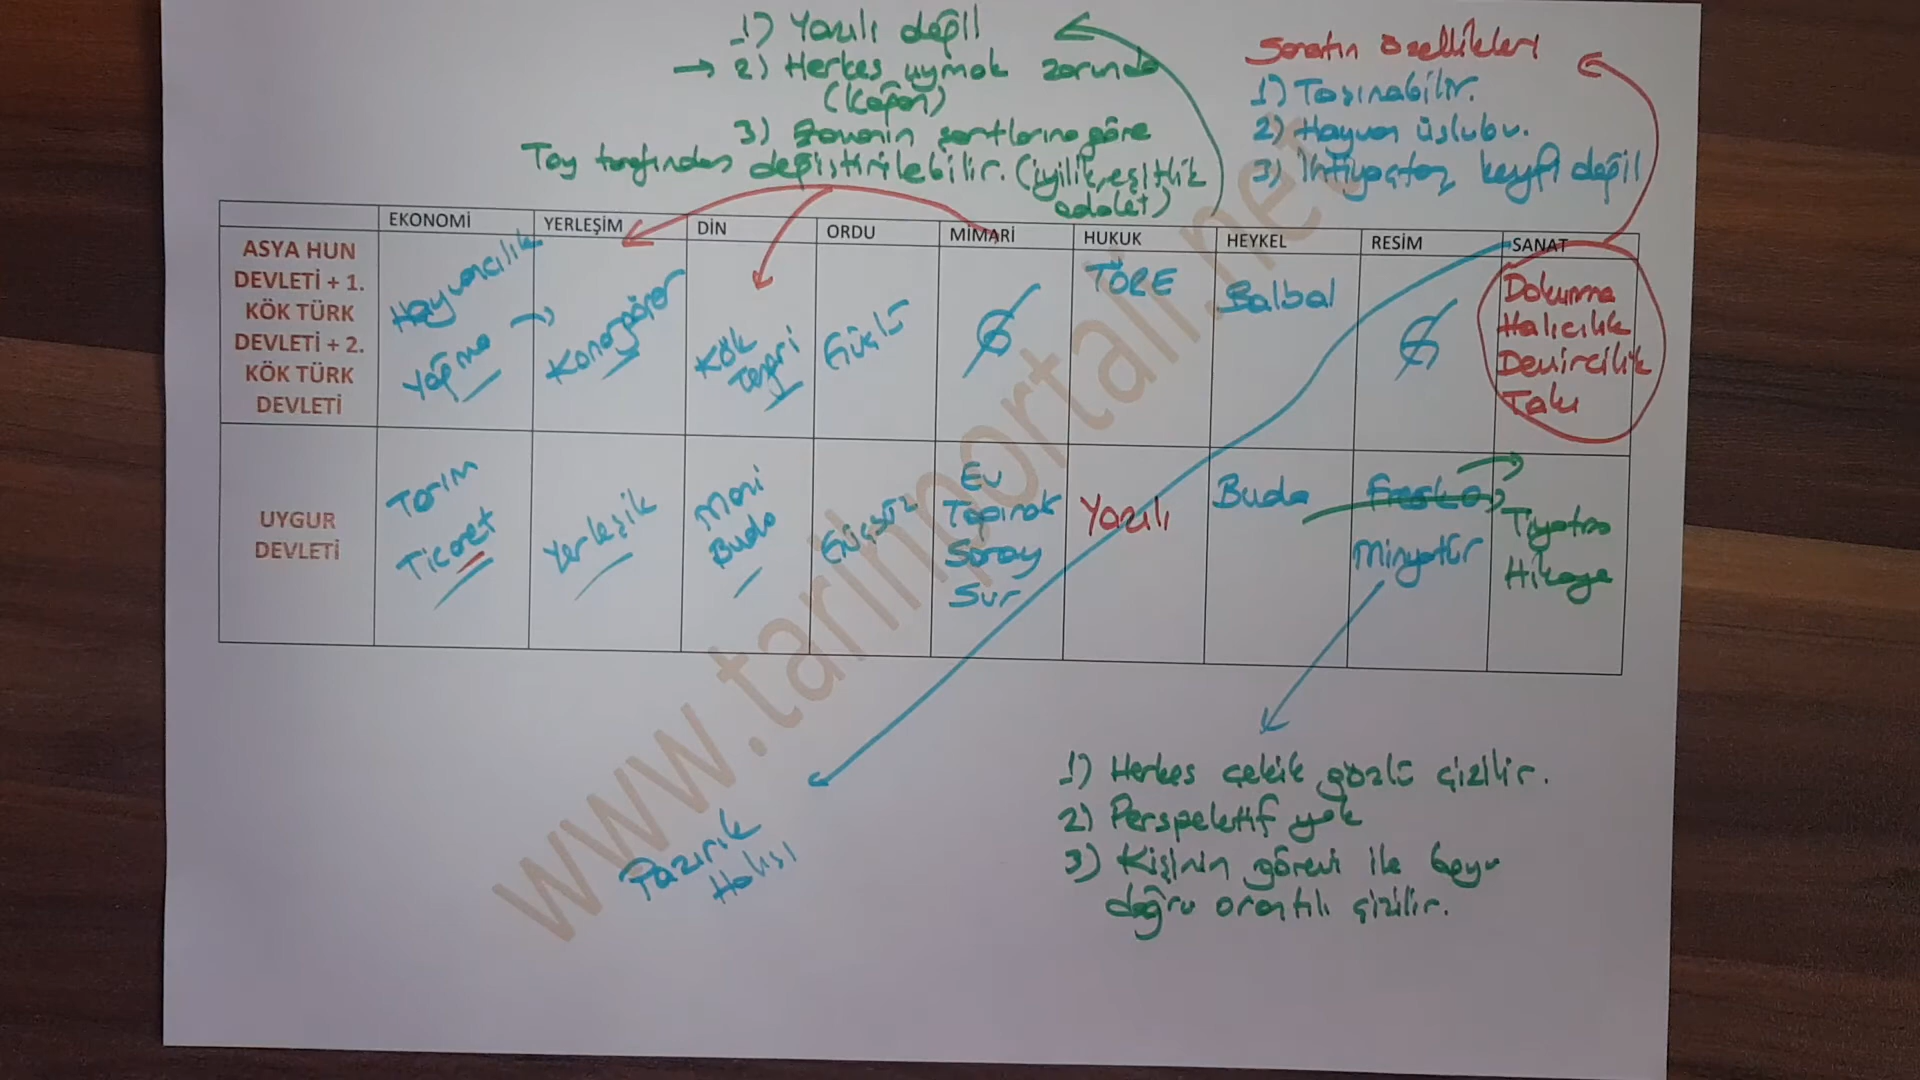 1) Yazılı değil
→ 2) Herkes uymak zorunda
(Kağan)
3) Zamanın şartlarına göre
Toy tarafından değiştirilebilir. (iyilik, eşitlik
adalet)
Sanatın özellikleri
1) Taşınabilir.
2) Hayvan üslubu.
3) İhtiyaçtan, keyfi değil
EKONOMİ
YERLEŞİM
DİN
ORDU
MİMARİ
HUKUK
HEYKEL
RESİM
SANAT
ASYA HUN
DEVLETİ + 1.
KÖK TÜRK
DEVLETİ + 2.
KÖK TÜRK
DEVLETİ
Hayvancılık
Yağma
Konargöçer
Kök
Tengri
Güçlü
TÖRE
Balbal
Dokuma
Halıcılık
Demircilik
Takı
UYGUR
DEVLETİ
Tarım
Ticaret
Yerleşik
Mani
Buda
Güçsüz
Ev
Tapınak
Saray
Sur
Yazılı
Buda
Fresko,
Minyatür
Tiyatro
Hikaye
Pazırık
Halısı
1) Herkes çekik gözlü çizilir.
2) Perspektif yok
3) Kişinin görevi ile boyu
doğru orantılı çizilir.
www.tarihportali.net